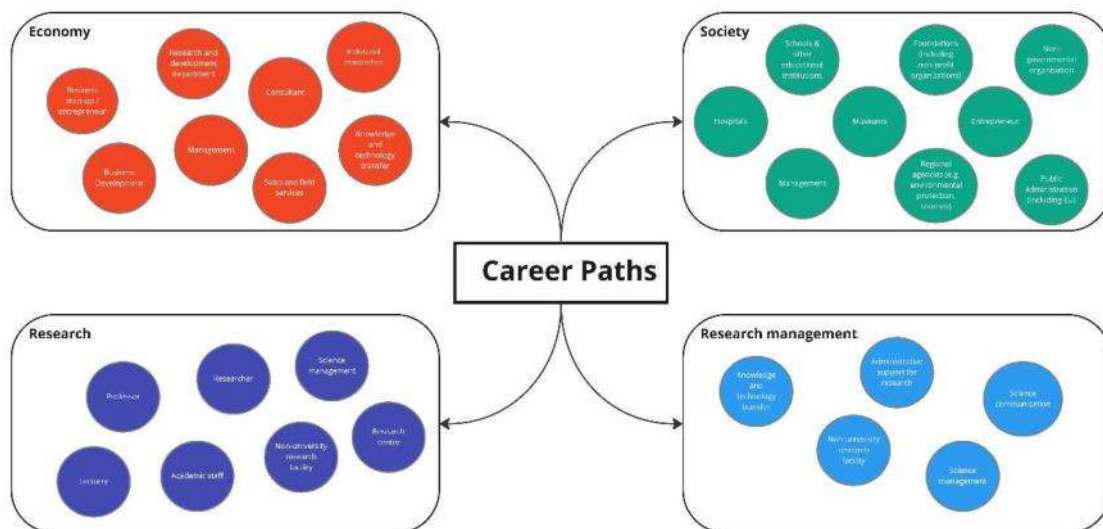 Economy
Research and
development
department
Industrial
researcher
Business
start-up /
entrepreneur
Consultant
Management
Knowledge
and
technology
transfer
Business
Development
Sales and field
services
Society
Schools &
other
educational
institutions
Foundations
(including
non-profit
organizations)
Non-
governmental
organisation
Hospitals
Museums
Entrepreneur
Management
Regional
agencies (e.g.
environmental
protection,
Public
administration
(including EU)
Career Paths
Research
Professor
Researcher
Science
management
Lecturer
Academic staff
Non-university
research
facility
Research
centre
Research management
Knowledge
and
technology
transfer
Administrative
support for
research
Science
communication
Non-university
research
facility
Science
management